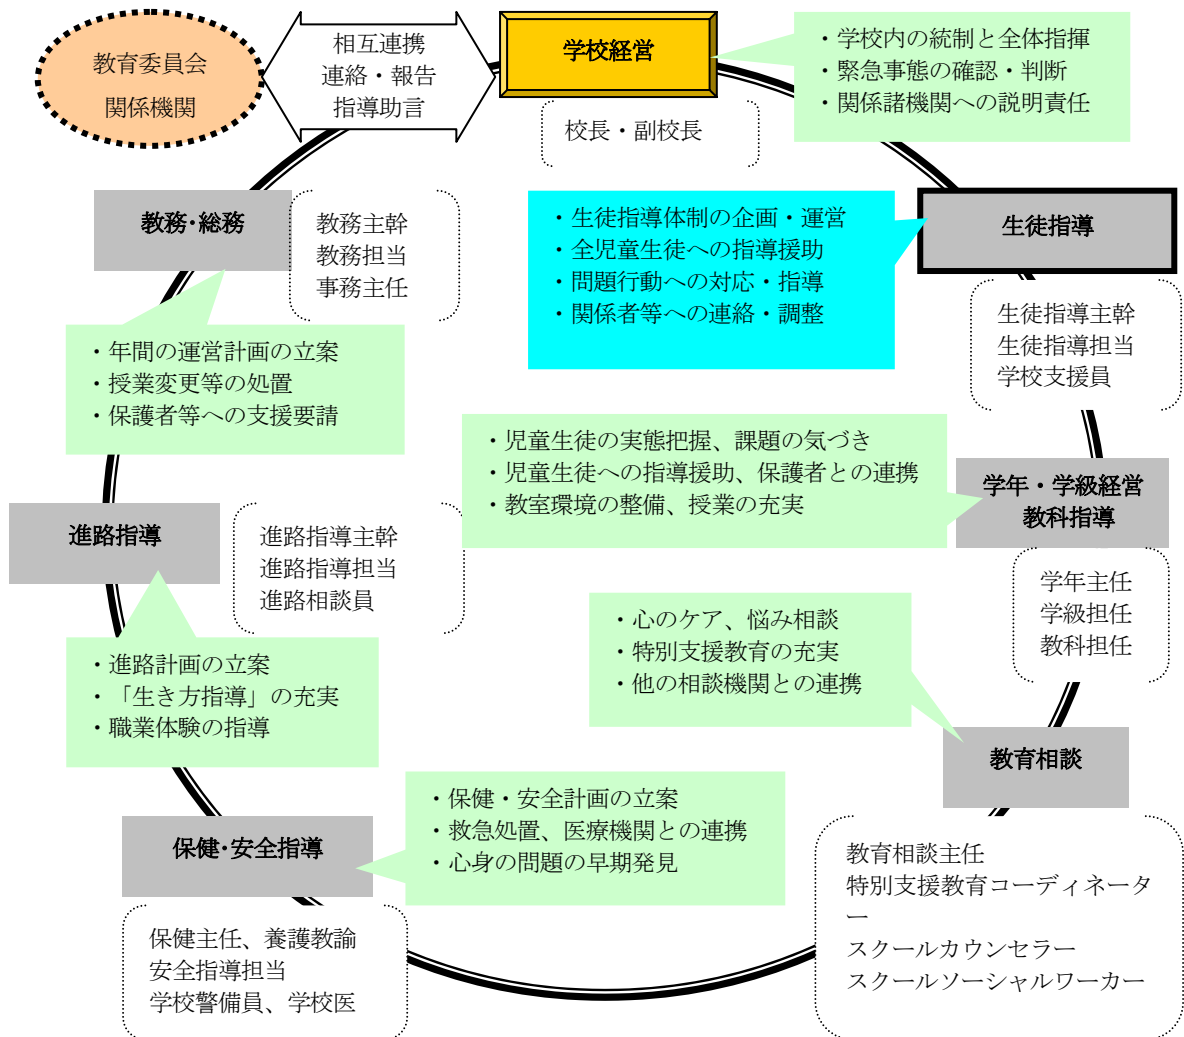 教育委員会
関係機関
相互連携
連絡・報告
指導助言
学校経営
校長・副校長
・学校内の統制と全体指揮
・緊急事態の確認・判断
・関係諸機関への説明責任
教務・総務
教務主幹
教務担当
事務主任
・年間の運営計画の立案
・授業変更等の処置
・保護者等への支援要請
・生徒指導体制の企画・運営
・全児童生徒への指導援助
・問題行動への対応・指導
・関係者等への連絡・調整
生徒指導
生徒指導主幹
生徒指導担当
学校支援員
・児童生徒の実態把握、課題の気づき
・児童生徒への指導援助、保護者との連携
・教室環境の整備、授業の充実
学年・学級経営
教科指導
学年主任
学級担任
教科担任
進路指導
進路指導主幹
進路指導担当
進路相談員
・進路計画の立案
・「生き方指導」の充実
・職業体験の指導
・心のケア、悩み相談
・特別支援教育の充実
・他の相談機関との連携
教育相談
教育相談主任
特別支援教育コーディネータ
ー
スクールカウンセラー
スクールソーシャルワーカー
保健・安全指導
・保健・安全計画の立案
・救急処置、医療機関との連携
・心身の問題の早期発見
保健主任、養護教諭
安全指導担当
学校警備員、学校医